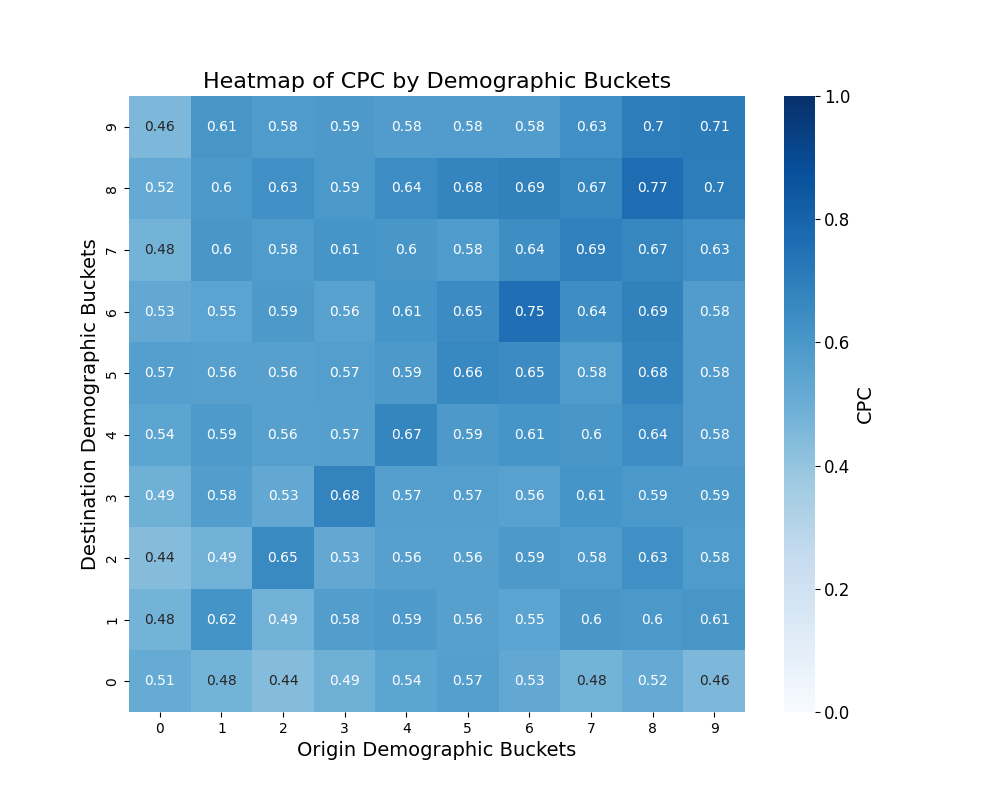 Heatmap of CPC by Demographic Buckets
Destination Demographic Buckets
9 0.46 0.61 0.58 0.59 0.58 0.58 0.58 0.63 0.7 0.71
8 0.52 0.6 0.63 0.59 0.64 0.68 0.69 0.67 0.77 0.7
7 0.48 0.6 0.58 0.61 0.6 0.58 0.64 0.69 0.67 0.63
6 0.53 0.55 0.59 0.56 0.61 0.65 0.75 0.64 0.69 0.58
5 0.57 0.56 0.56 0.57 0.59 0.66 0.65 0.58 0.68 0.58
4 0.54 0.59 0.56 0.57 0.67 0.59 0.61 0.6 0.64 0.58
3 0.49 0.58 0.53 0.68 0.57 0.57 0.56 0.61 0.59 0.59
2 0.44 0.49 0.65 0.53 0.56 0.56 0.59 0.58 0.63 0.58
1 0.48 0.62 0.49 0.58 0.59 0.56 0.55 0.6 0.6 0.61
0 0.51 0.48 0.44 0.49 0.54 0.57 0.53 0.48 0.52 0.46
0 1 2 3 4 5 6 7 8 9
Origin Demographic Buckets
1.0
0.8
0.6
0.4
0.2
0.0
CPC